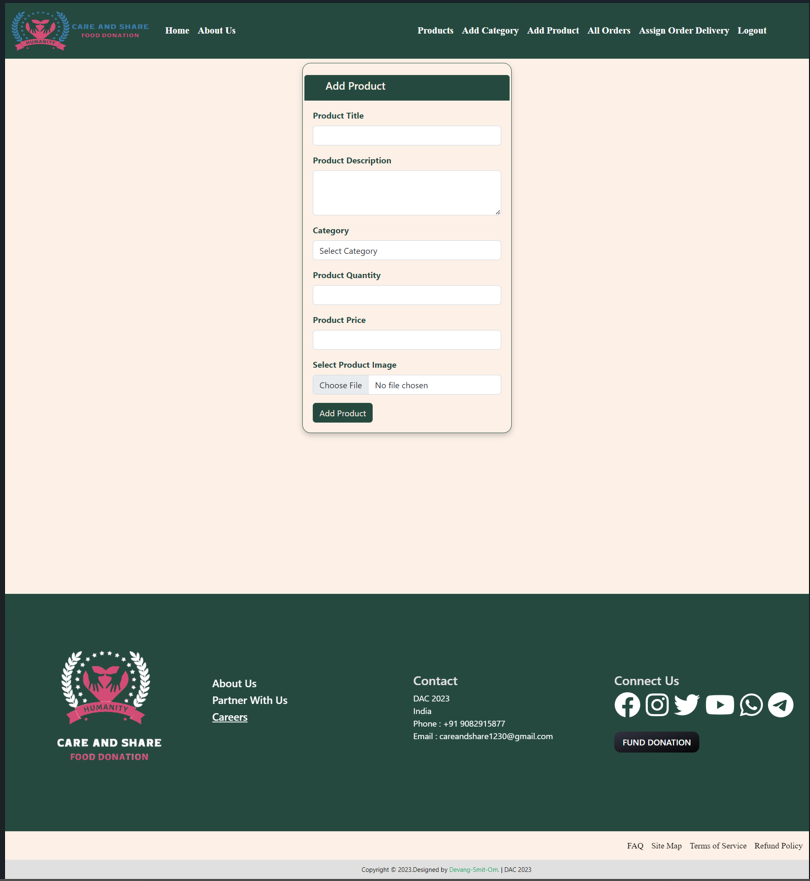 CARE AND SHARE
FOOD DONATION
HUMANITY
Home About Us
Products Add Category Add Product All Orders Assign Order Delivery Logout
Add Product
Product Title
Product Description
Category
Select Category
Product Quantity
Product Price
Select Product Image
Choose File No file chosen
Add Product
HUMANITY
CARE AND SHARE
FOOD DONATION
About Us
Partner With Us
Careers
Contact
DAC 2023
India
Phone : +91 9082915877
Email : careandshare1230@gmail.com
Connect Us
FUND DONATION
FAQ Site Map Terms of Service Refund Policy
Copyright © 2023.Designed by Devang-Smit-Om. | DAC 2023